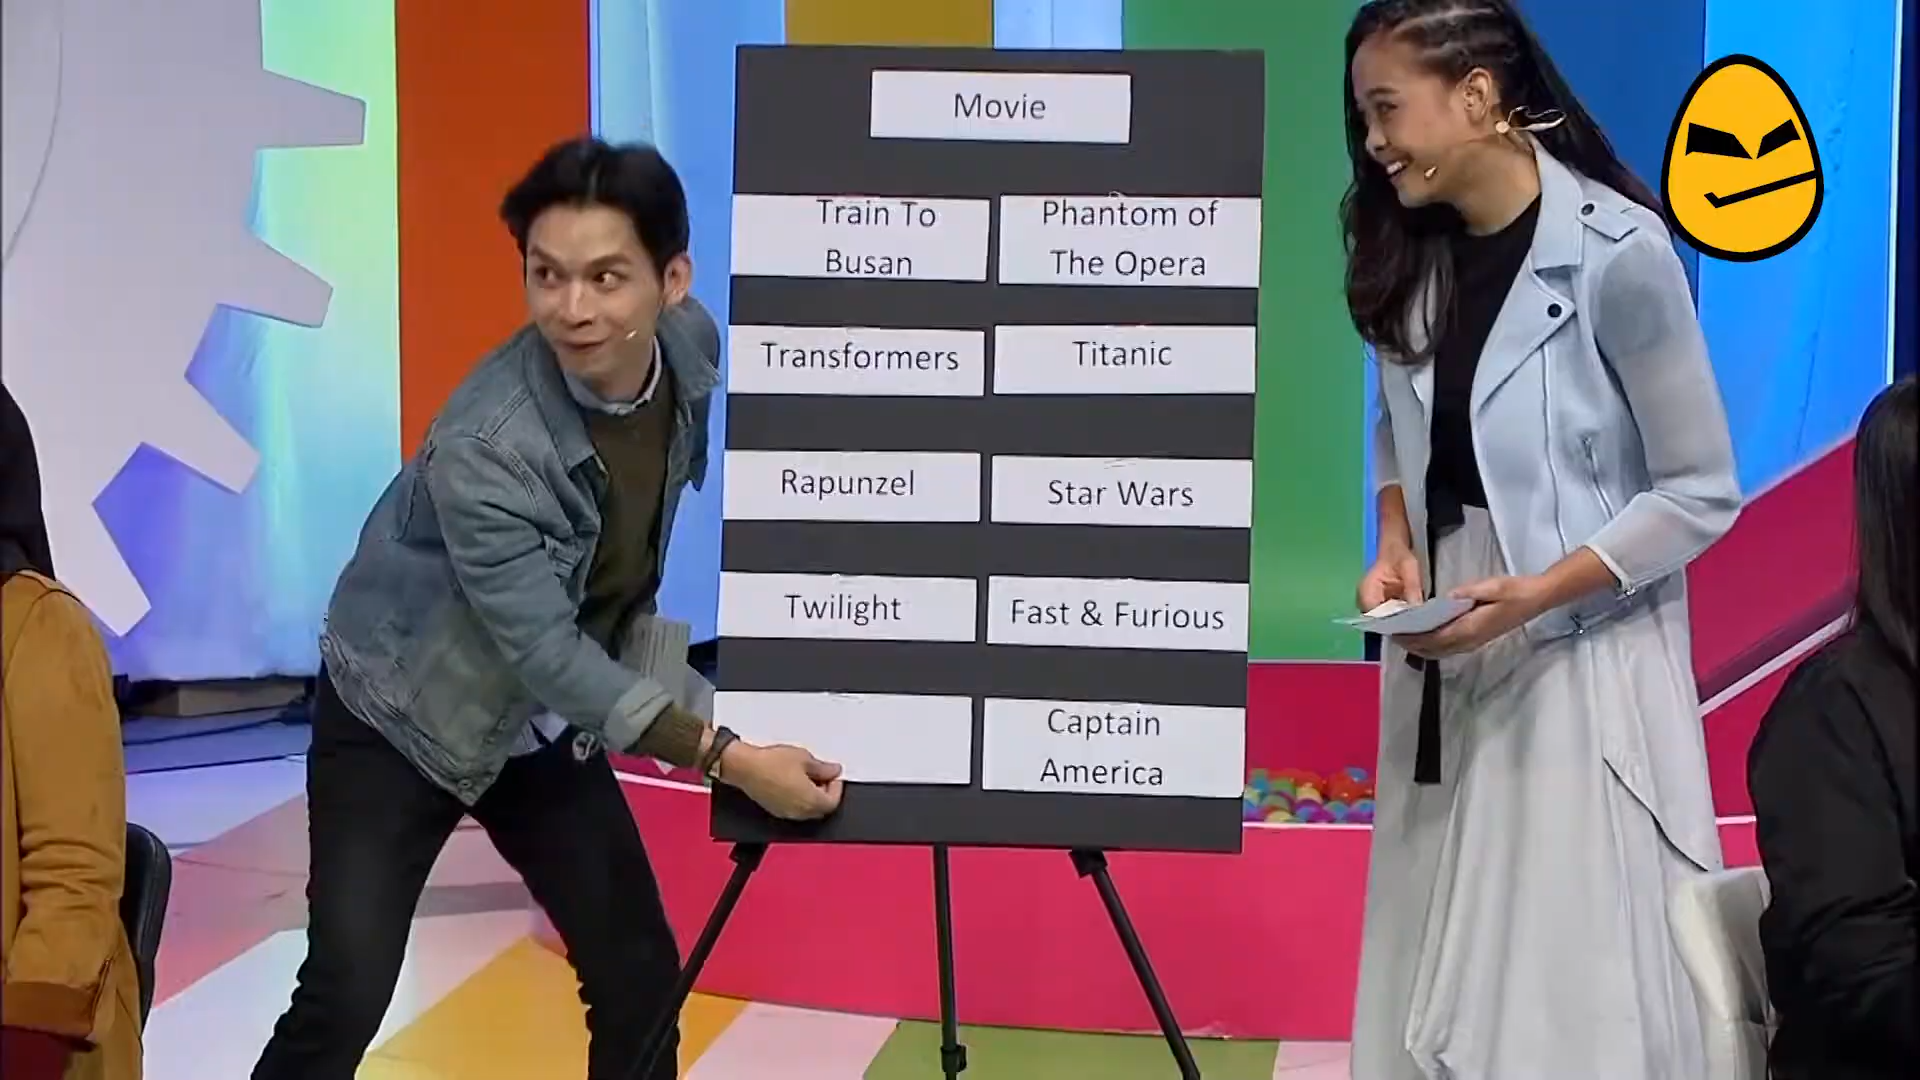 Movie
Train To
Busan
Phantom of
The Opera
Transformers
Titanic
Rapunzel
Star Wars
Twilight
Fast & Furious
Captain
America